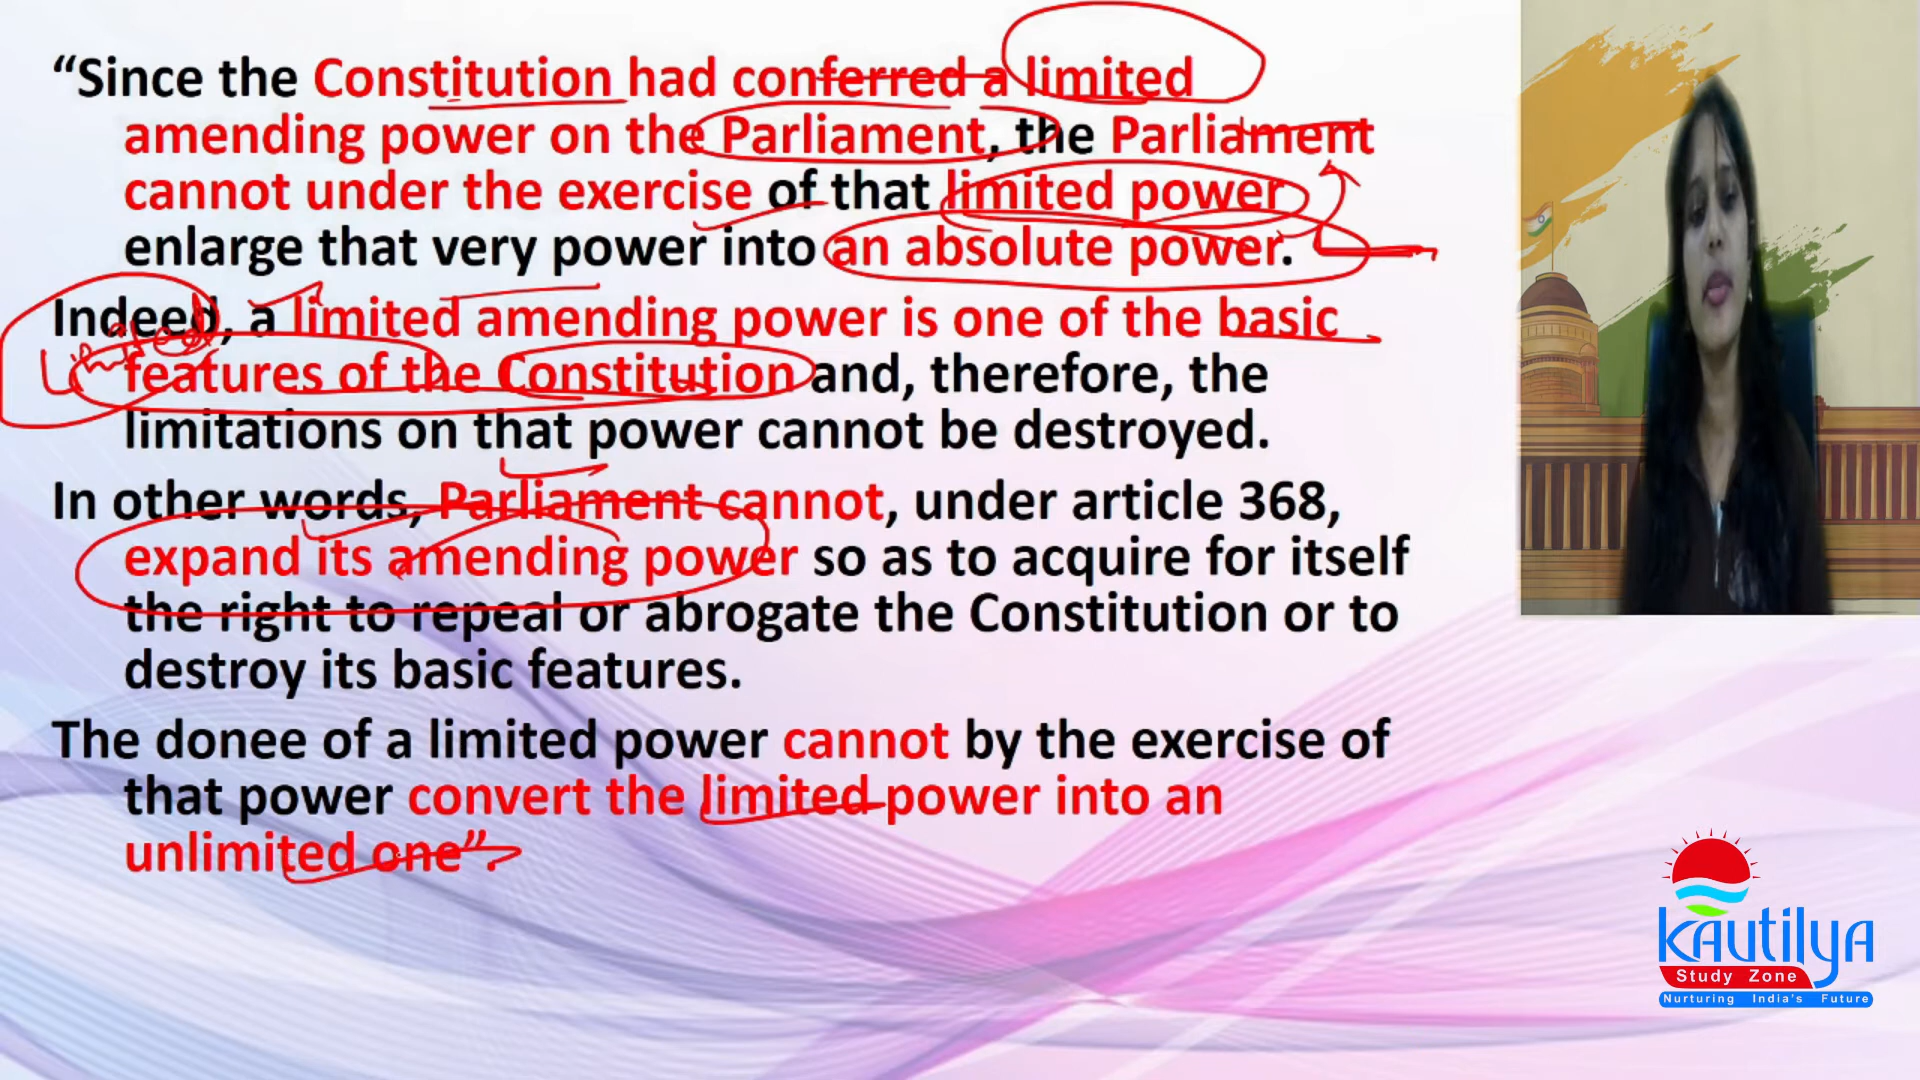 “Since the Constitution had conferred a limited
amending power on the Parliament, the Parliament
cannot under the exercise of that limited power
enlarge that very power into an absolute power.
Indeed, a limited amending power is one of the basic
features of the Constitution and, therefore, the
limitations on that power cannot be destroyed.
In other words, Parliament cannot, under article 368,
expand its amending power so as to acquire for itself
the right to repeal or abrogate the Constitution or to
destroy its basic features.
The donee of a limited power cannot by the exercise of
that power convert the limited power into an
unlimited one”.
Limited
Kautilya
Study Zone
Nurturing India's Future